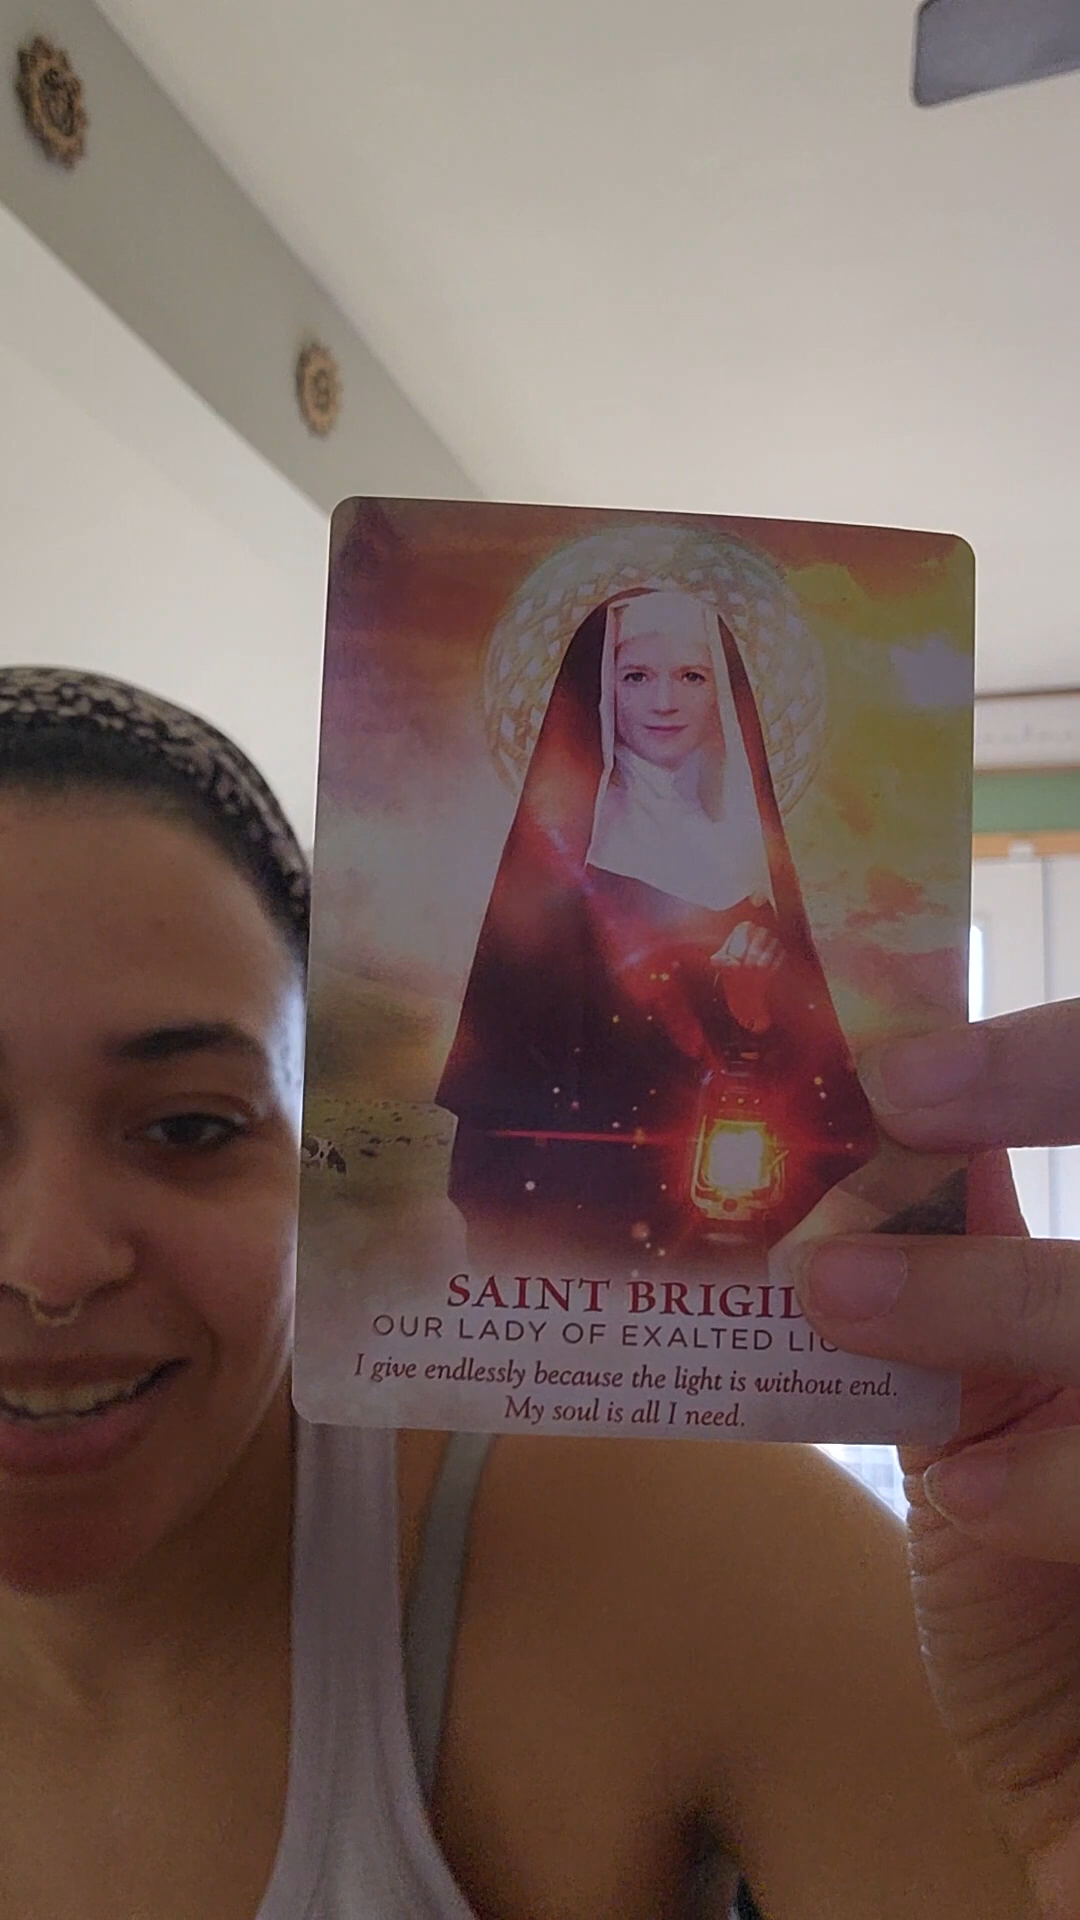 SAINT BRIGID
OUR LADY OF EXALTED
I give endlessly because the light is without end.
My soul is all I need.